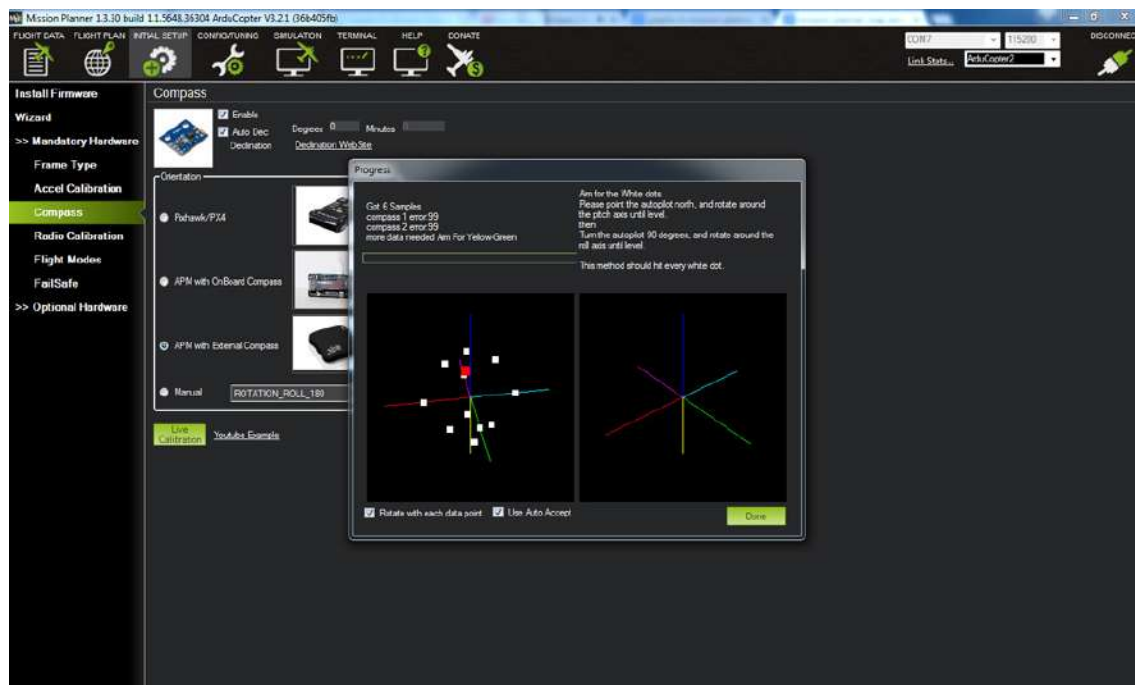 Mission Planner 1.3.10 build 1.1.5648.36304 ArduCopter V3.2.1 (36b405fb)
FLIGHT DATA FLIGHT PLAN INITIAL SETUP CONFIG/TUNING SIMULATION TERMINAL HELP DONATE
COM7 115200 DISCONNEC
Link Stats... ArduCopter2
Install Firmware
Wizard
>> Mandatory Hardware
Frame Type
Accel Calibration
Compass
Radio Calibration
Flight Modes
FailSafe
>> Optional Hardware
Compass
Enable
Auto Dec
Degrees 0 Minutes
Declination Declination WebSite
Orientation
Pixhawk/PX4
APM with OnBoard Compass
APM with External Compass
Manual ROTATION_ROLL_180
Live
Calibration
Youtube Example
Progress
Got 6 Samples
compass 1 error:99
compass 2 error:99
more data needed Aim For Yellow-Green
Aim for the White dots
Please point the autopilot north, and rotate around
the pitch axis until level.
then
Turn the autopilot 90 degrees, and rotate around the
roll axis until level.
This method should hit every white dot.
Rotate with each data point Use Auto Accept
Done